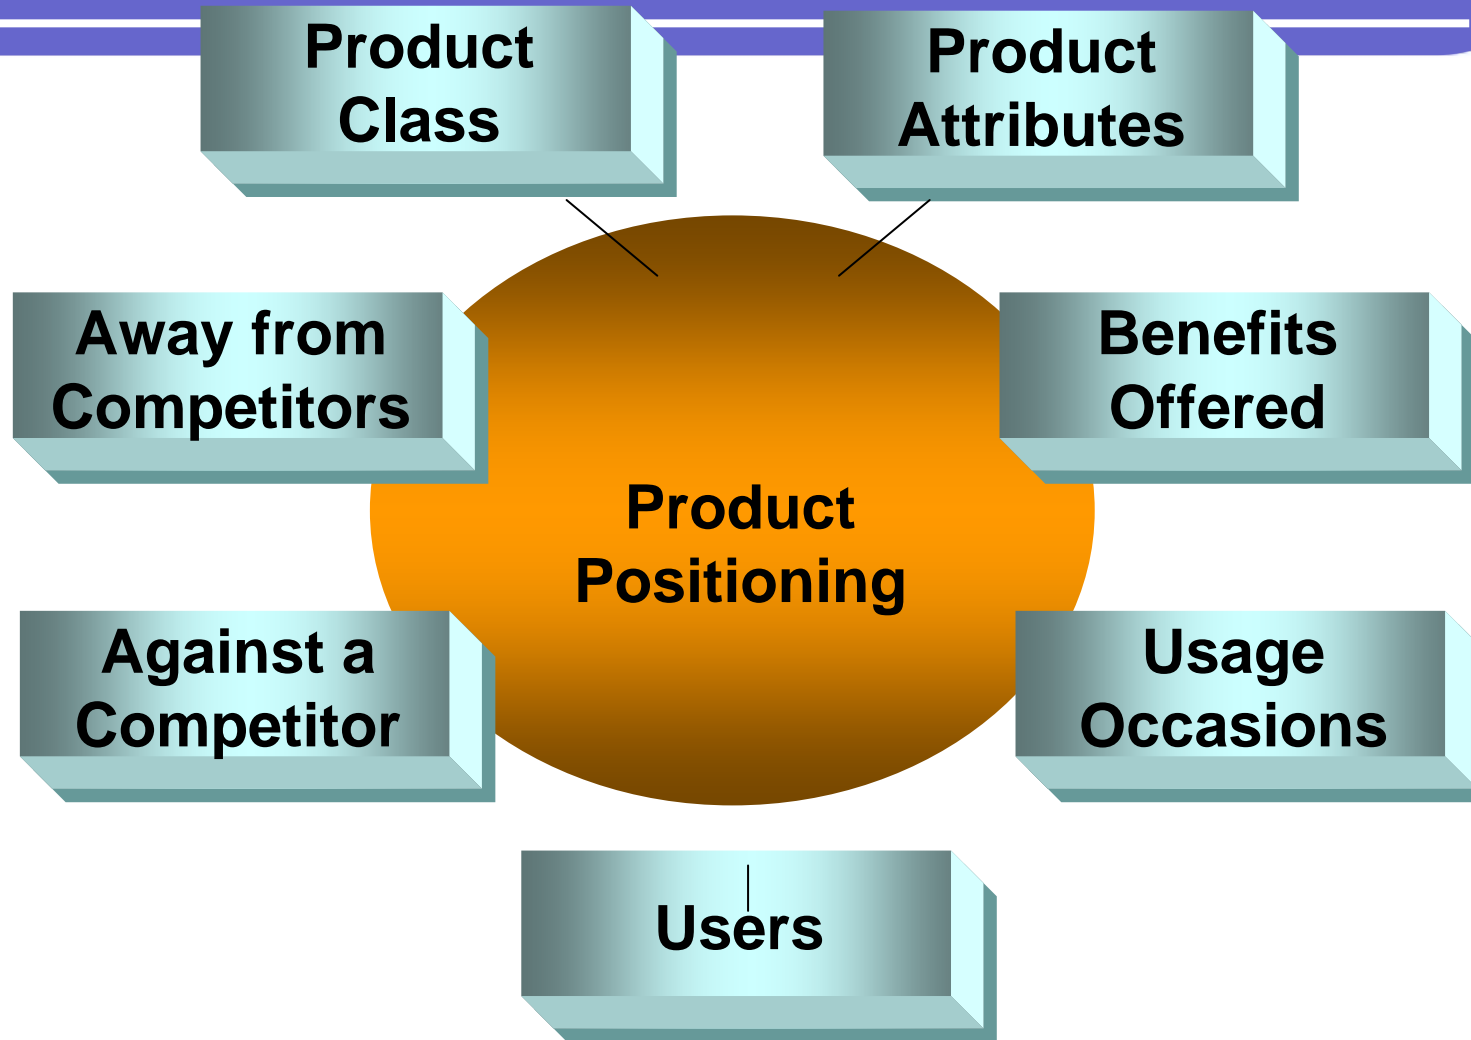 Product
Class
Product
Attributes
Away from
Competitors
Benefits
Offered
Product
Positioning
Against a
Competitor
Usage
Occasions
Users